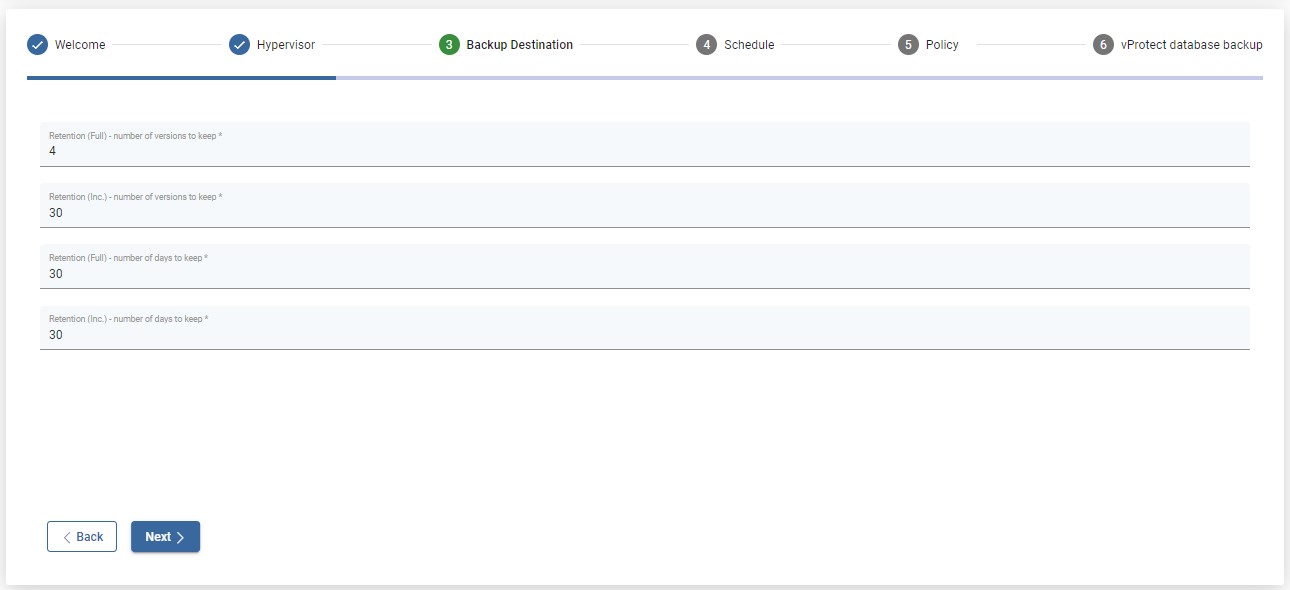 Welcome Hypervisor 3 Backup Destination 4 Schedule 5 Policy 6 vProtect database backup
Retention (Full) - number of versions to keep *
4
Retention (Inc.) - number of versions to keep *
30
Retention (Full) - number of days to keep *
30
Retention (Inc.) - number of days to keep *
30
Back Next